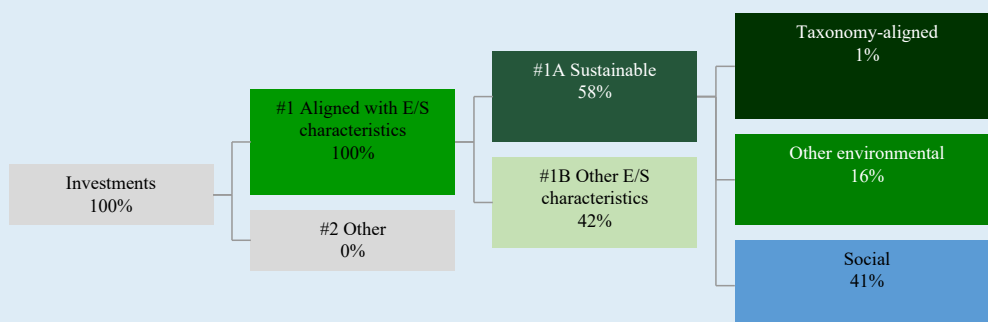 Investments
100%
#1 Aligned with E/S
characteristics
100%
#2 Other
0%
#1A Sustainable
58%
#1B Other E/S
characteristics
42%
Taxonomy-aligned
1%
Other environmental
16%
Social
41%